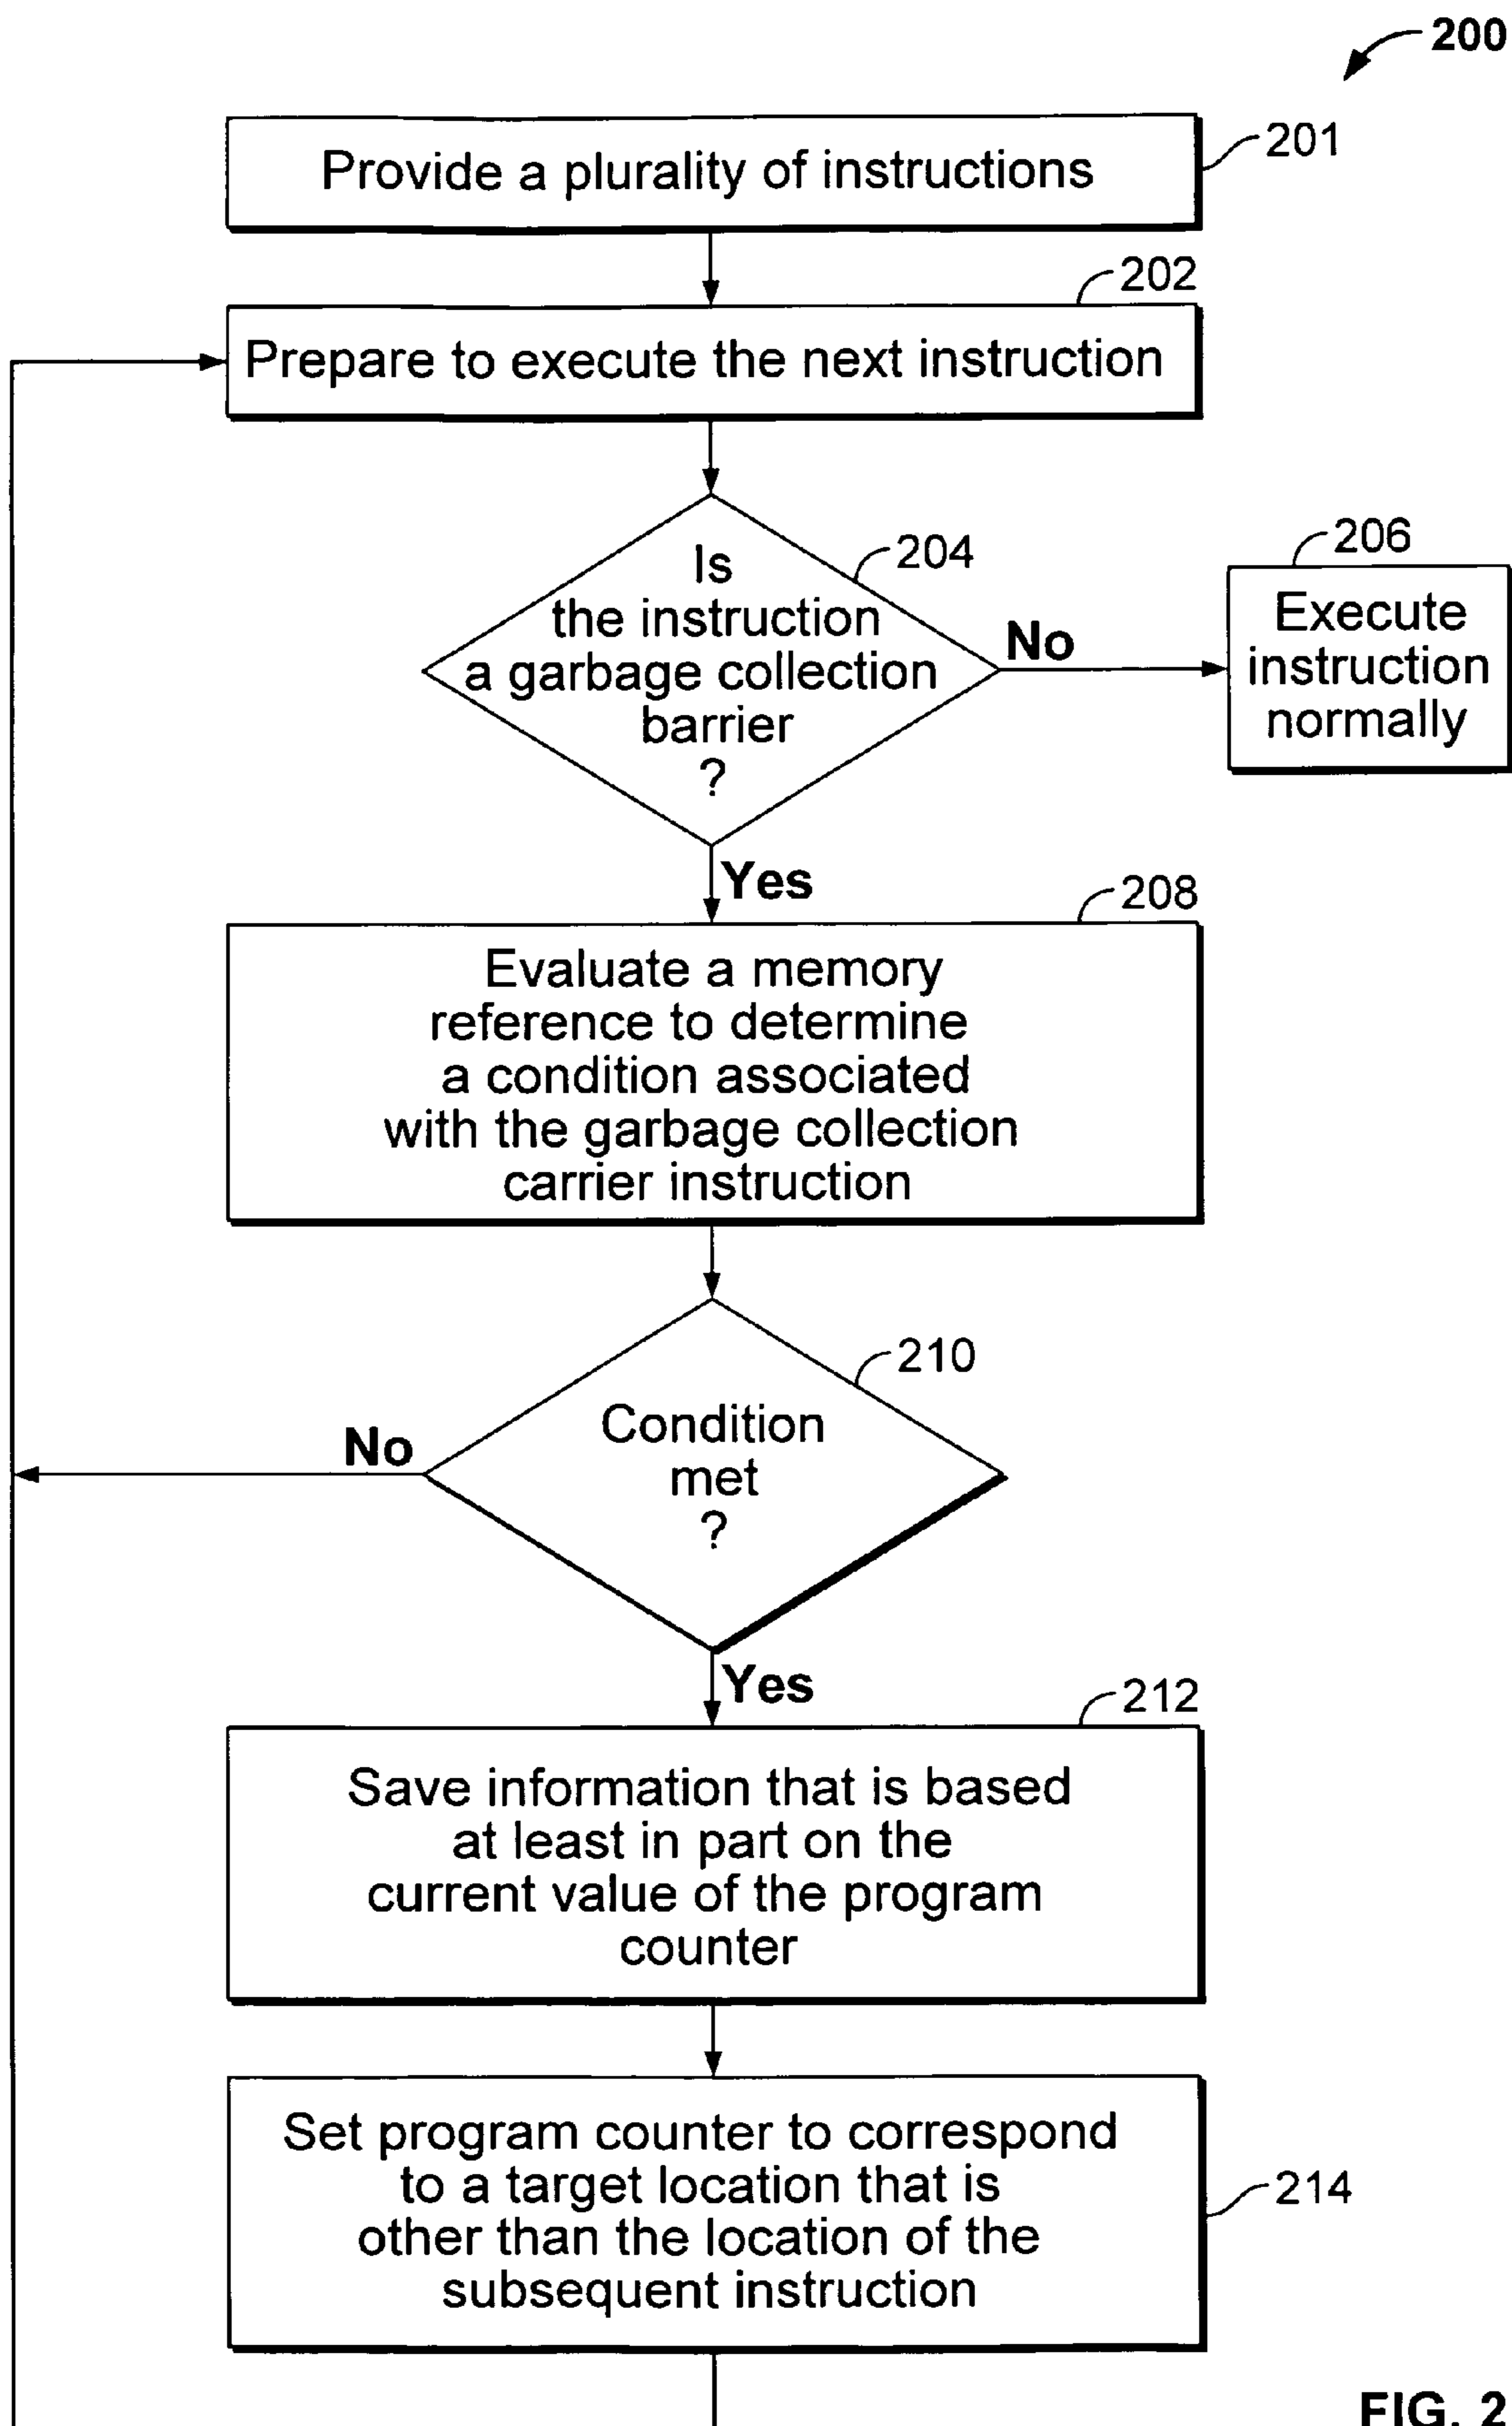 200
Provide a plurality of instructions
201
202
Prepare to execute the next instruction
Is
the instruction
a garbage collection
barrier
?
204
No
206
Execute
instruction
normally
Yes
208
Evaluate a memory
reference to determine
a condition associated
with the garbage collection
carrier instruction
210
Condition
met
?
No
Yes
212
Save information that is based
at least in part on the
current value of the program
counter
Set program counter to correspond
to a target location that is
other than the location of the
subsequent instruction
214
FIG. 2